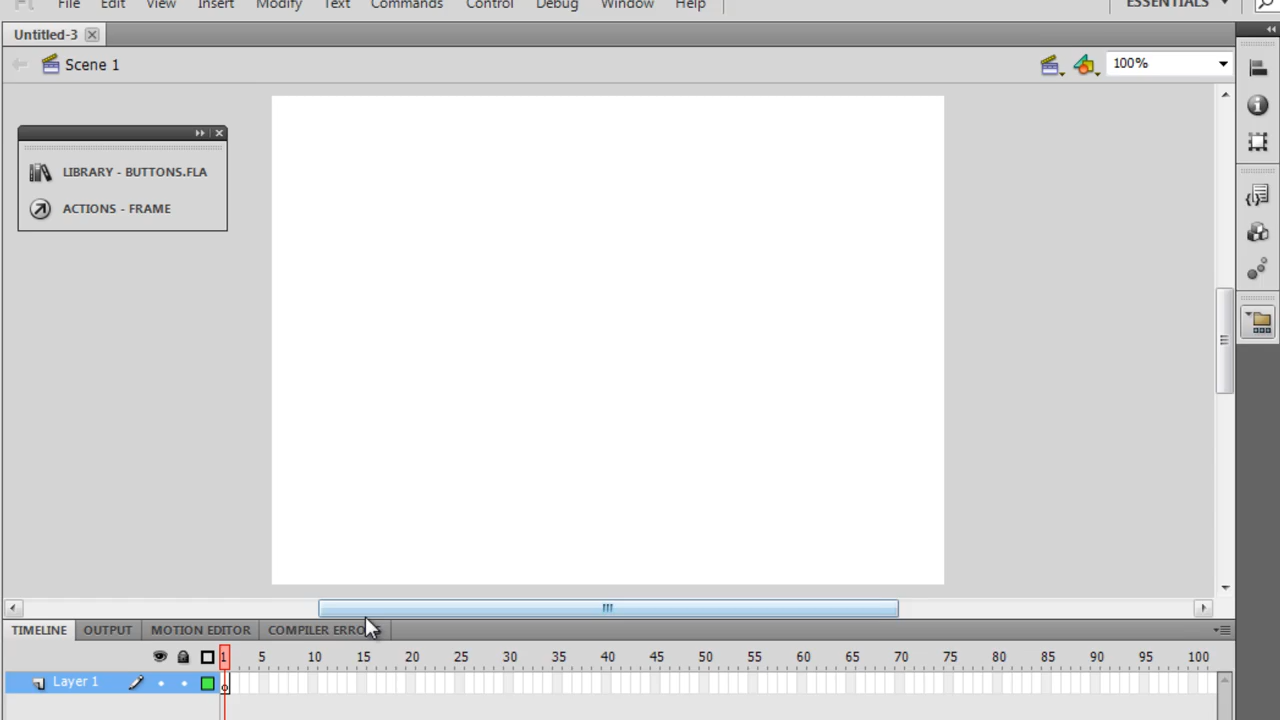 File Edit View Insert Modify Text Commands Control Debug Window Help ESSENTIALS
Untitled-3
Scene 1 100%
LIBRARY - BUTTONS.FLA
ACTIONS - FRAME
TIMELINE OUTPUT MOTION EDITOR COMPILER ERRORS
1 5 10 15 20 25 30 35 40 45 50 55 60 65 70 75 80 85 90 95 100
Layer 1